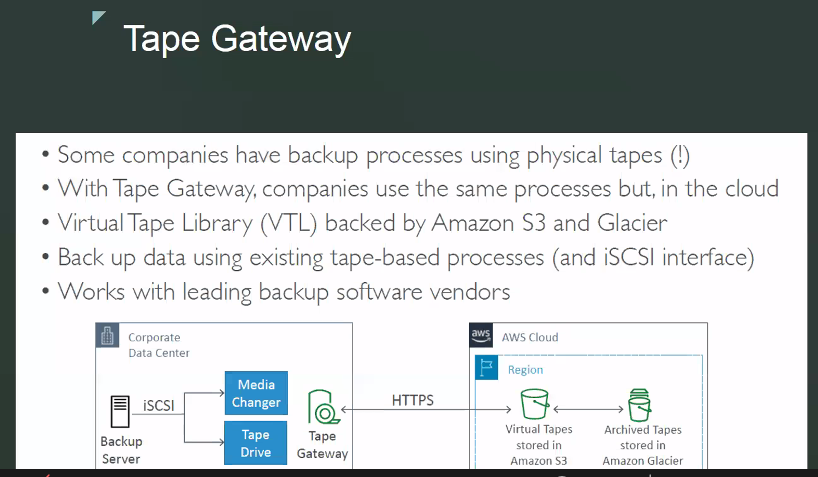 Tape Gateway
• Some companies have backup processes using physical tapes (!)
• With Tape Gateway, companies use the same processes but, in the cloud
• Virtual Tape Library (VTL) backed by Amazon S3 and Glacier
• Back up data using existing tape-based processes (and iSCSI interface)
• Works with leading backup software vendors
Corporate
Data Center
Backup
Server
iSCSI
Media
Changer
Tape
Drive
Tape
Gateway
HTTPS
aws
AWS Cloud
Region
Virtual Tapes
stored in
Amazon S3
Archived Tapes
stored in
Amazon Glacier